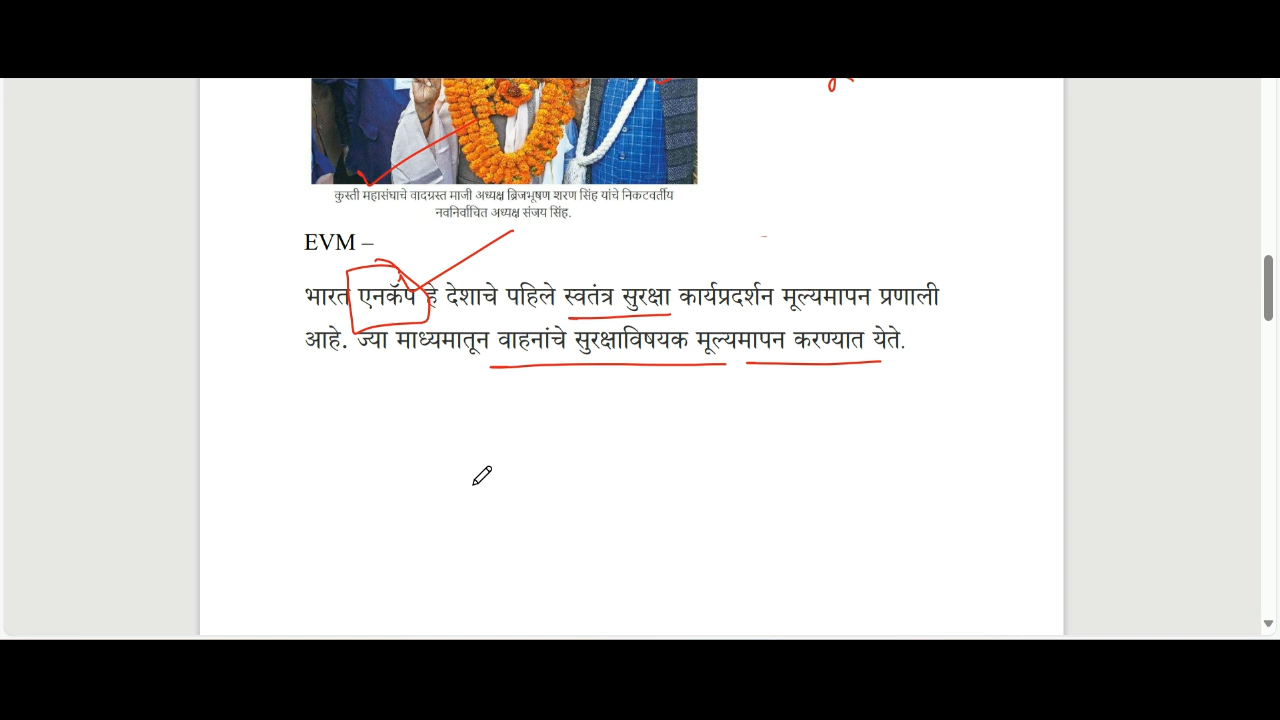 कुस्ती महासंघाचे वादग्रस्त माजी अध्यक्ष ब्रिजभूषण शरण सिंह यांचे निकटवर्तीय
नवनिर्वाचित अध्यक्ष संजय सिंह.
EVM –
भारत एनकॅप हे देशाचे पहिले स्वतंत्र सुरक्षा कार्यप्रदर्शन मूल्यमापन प्रणाली
आहे. ज्या माध्यमातून वाहनांचे सुरक्षाविषयक मूल्यमापन करण्यात येते.